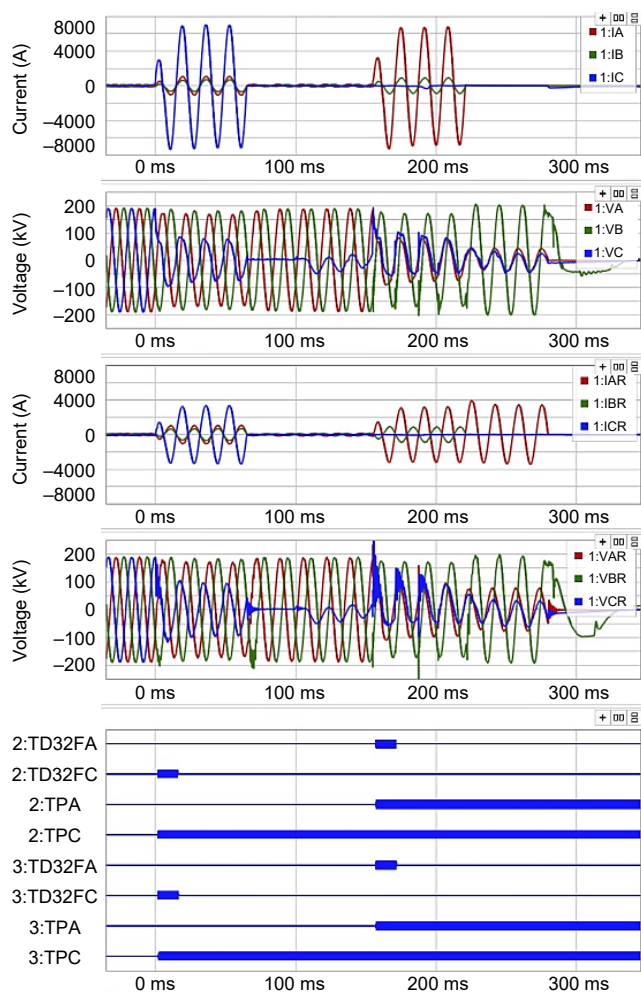 Current (A)
8000
4000
0
–4000
–8000
1:IA
1:IB
1:IC
0 ms
100 ms
200 ms
300 ms
Voltage (kV)
200
100
0
–100
–200
1:VA
1:VB
1:VC
0 ms
100 ms
200 ms
300 ms
Current (A)
8000
4000
0
–4000
–8000
1:IAR
1:IBR
1:ICR
0 ms
100 ms
200 ms
300 ms
Voltage (kV)
200
100
0
–100
–200
1:VAR
1:VBR
1:VCR
0 ms
100 ms
200 ms
300 ms
2:TD32FA
2:TD32FC
2:TPA
2:TPC
3:TD32FA
3:TD32FC
3:TPA
3:TPC
0 ms
100 ms
200 ms
300 ms